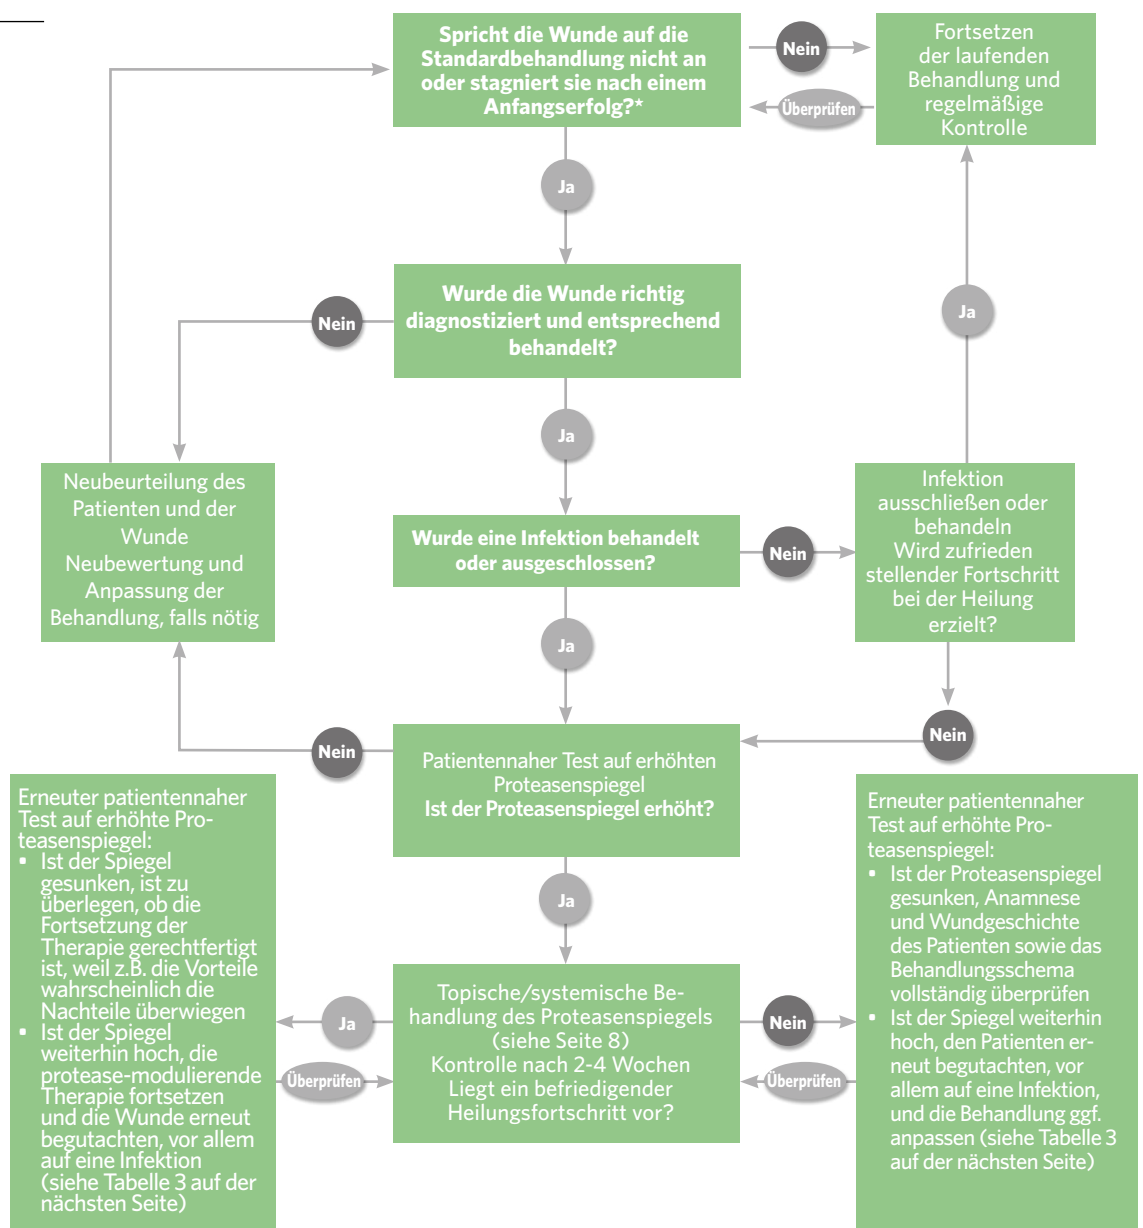 Spricht die Wunde auf die
Standardbehandlung nicht an
oder stagniert sie nach einem
Anfangserfolg?*
Nein
Überprüfen
Fortsetzen
der laufenden
Behandlung und
regelmäßige
Kontrolle
Ja
Wurde die Wunde richtig
diagnostiziert und entsprechend
behandelt?
Nein
Ja
Ja
Neubeurteilung des
Patienten und der
Wunde
Neubewertung und
Anpassung der
Behandlung, falls nötig
Wurde eine Infektion behandelt
oder ausgeschlossen?
Nein
Infektion
ausschließen oder
behandeln
Wird zufrieden
stellender Fortschritt
bei der Heilung
erzielt?
Ja
Nein
Patientennaher Test auf erhöhten
Proteasenspiegel
Ist der Proteasenspiegel erhöht?
Nein
Ja
Erneuter patientennaher
Test auf erhöhte Pro-
teasenspiegel:
• Ist der Spiegel
gesunken, ist zu
überlegen, ob die
Fortsetzung der
Therapie gerechtfertigt
ist, weil z.B. die Vorteile
wahrscheinlich die
Nachteile überwiegen
• Ist der Spiegel
weiterhin hoch, die
protease-modulierende
Therapie fortsetzen
und die Wunde erneut
begutachten, vor allem
auf eine Infektion
(siehe Tabelle 3 auf der
nächsten Seite)
Ja
Überprüfen
Topische/systemische Be-
handlung des Proteasenspiegels
(siehe Seite 8)
Kontrolle nach 2-4 Wochen
Liegt ein befriedigender
Heilungsfortschritt vor?
Nein
Überprüfen
Erneuter patientennaher
Test auf erhöhte Pro-
teasenspiegel:
• Ist der Proteasenspiegel
gesunken, Anamnese
und Wundgeschichte
des Patienten sowie das
Behandlungsschema
vollständig überprüfen
• Ist der Spiegel weiterhin
hoch, den Patienten er-
neut begutachten, vor
allem auf eine Infektion,
und die Behandlung ggf.
anpassen (siehe Tabelle 3
auf der nächsten Seite)